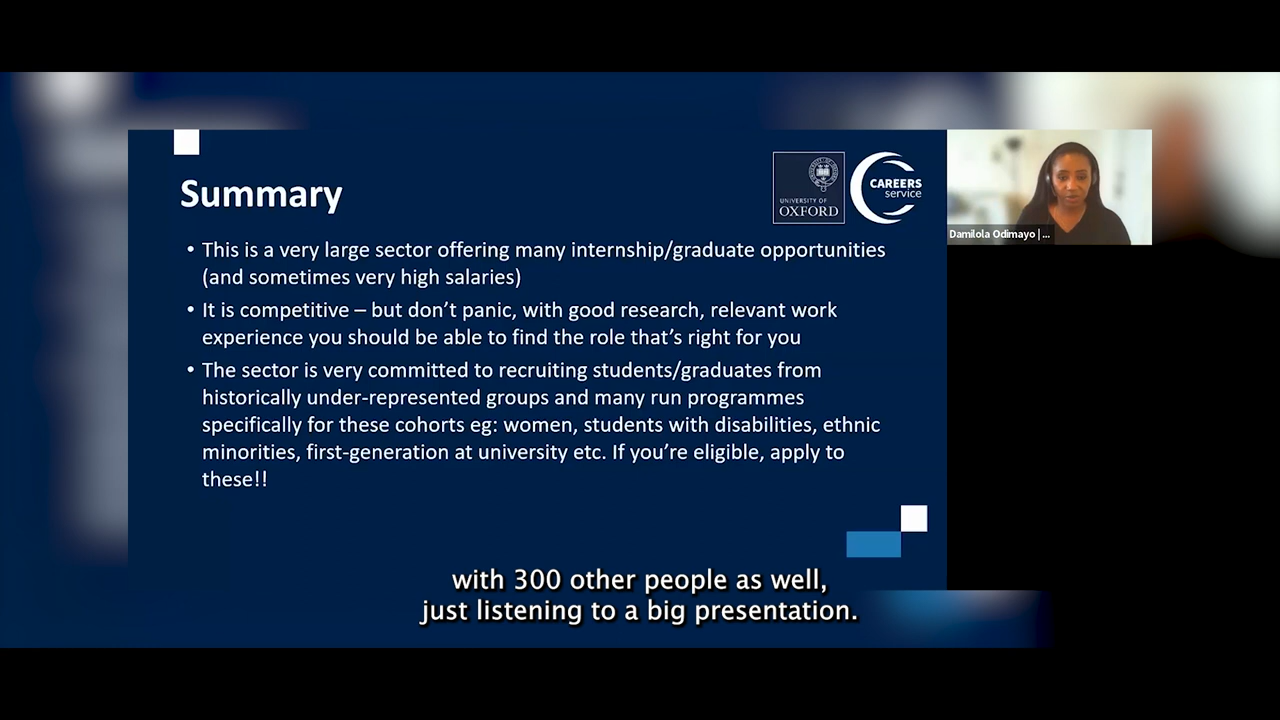 Summary
UNIVERSITY OF
OXFORD
CAREERS
service
Damilola Odimayo | ...
• This is a very large sector offering many internship/graduate opportunities
(and sometimes very high salaries)
• It is competitive – but don’t panic, with good research, relevant work
experience you should be able to find the role that’s right for you
• The sector is very committed to recruiting students/graduates from
historically under-represented groups and many run programmes
specifically for these cohorts eg: women, students with disabilities, ethnic
minorities, first-generation at university etc. If you’re eligible, apply to
these!!
with 300 other people as well,
just listening to a big presentation.